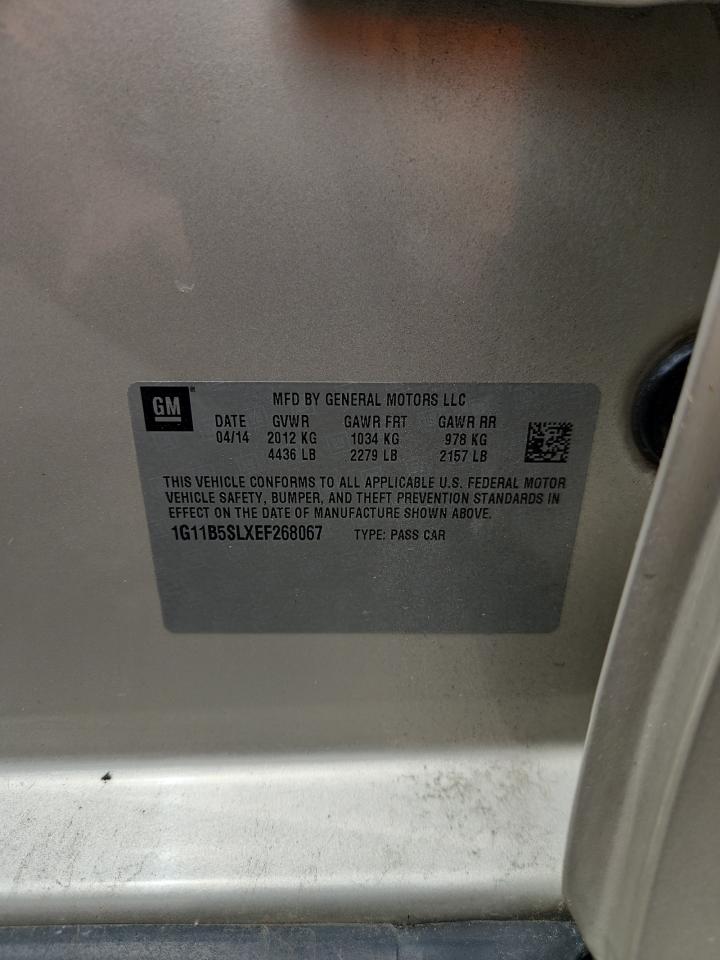 GM
MFD BY GENERAL MOTORS LLC
DATE GVWR GAWR FRT GAWR RR
04/14 2012 KG 1034 KG 978 KG
4436 LB 2279 LB 2157 LB
THIS VEHICLE CONFORMS TO ALL APPLICABLE U.S. FEDERAL MOTOR
VEHICLE SAFETY, BUMPER, AND THEFT PREVENTION STANDARDS IN
EFFECT ON THE DATE OF MANUFACTURE SHOWN ABOVE.
1G11B5SLXEF268067 TYPE: PASS CAR